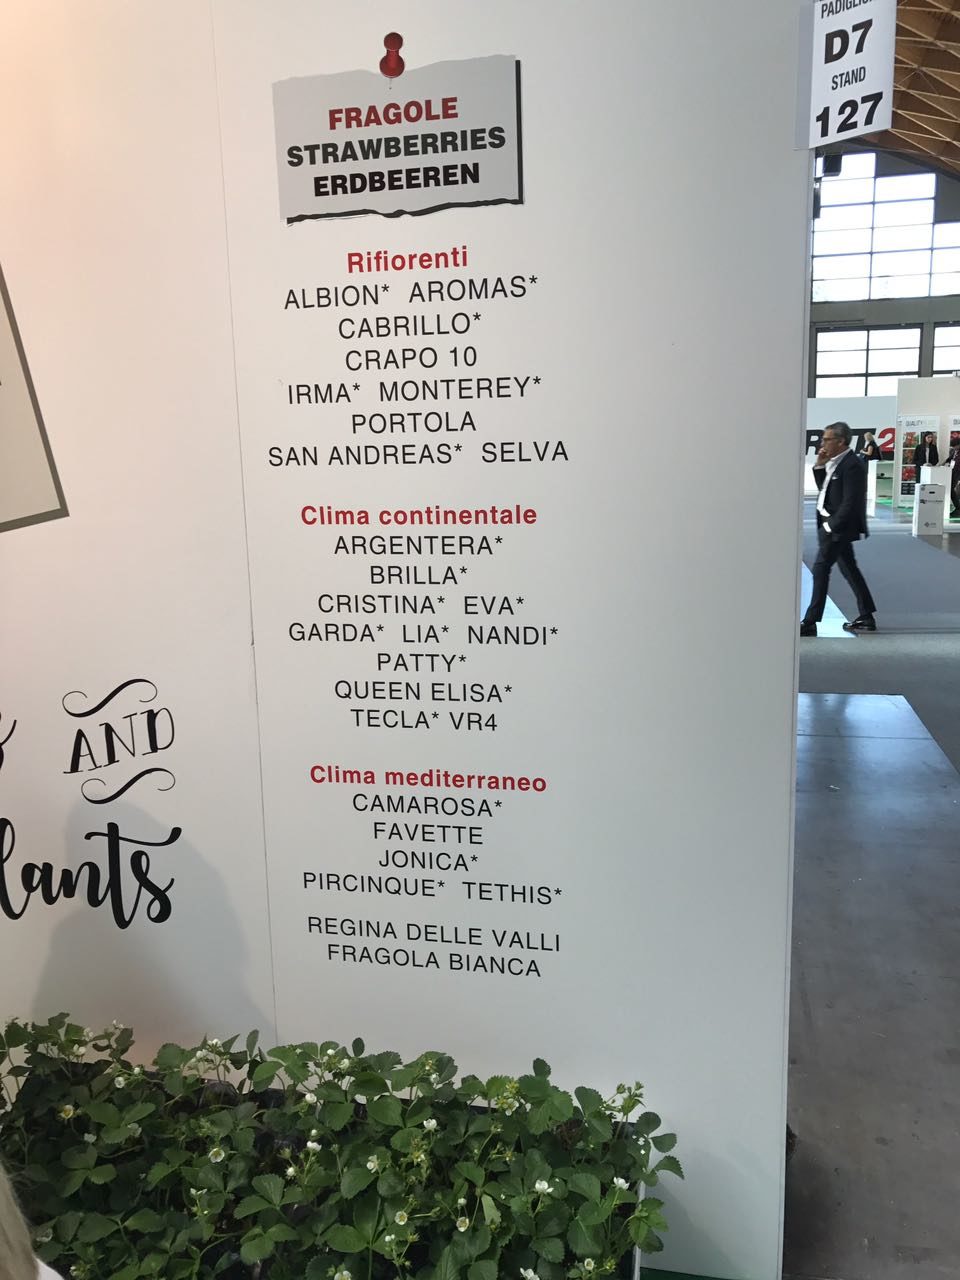 FRAGOLE
STRAWBERRIES
ERDBEEREN
Rifiorenti
ALBION* AROMAS*
CABRILLO*
CRAPO 10
IRMA* MONTEREY*
PORTOLA
SAN ANDREAS* SELVA
Clima continentale
ARGENTERA*
BRILLA*
CRISTINA* EVA*
GARDA* LIA* NANDI*
PATTY*
QUEEN ELISA*
TECLA* VR4
Clima mediterraneo
CAMAROSA*
FAVETTE
JONICA*
PIRCINQUE* TETHIS*
REGINA DELLE VALLI
FRAGOLA BIANCA
AND
lants
D7
STAND
127
QUALITY